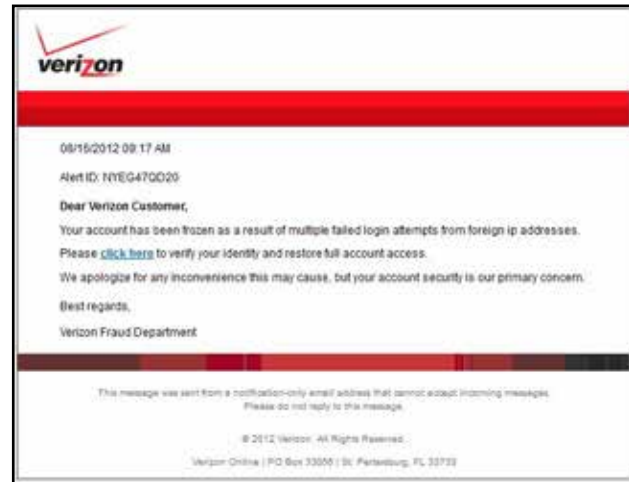 verizon
08/16/2012 09:17 AM
Alert ID: NYEG47QD20
Dear Verizon Customer,
Your account has been frozen as a result of multiple failed login attempts from foreign ip addresses.
Please click here to verify your identity and restore full account access.
We apologize for any inconvenience this may cause, but your account security is our primary concern.
Best regards,
Verizon Fraud Department
This message was sent from a notification-only email address that cannot accept incoming messages.
Please do not reply to this message.
© 2012 Verizon. All Rights Reserved.
Verizon Online | PO Box | St. FL 33733